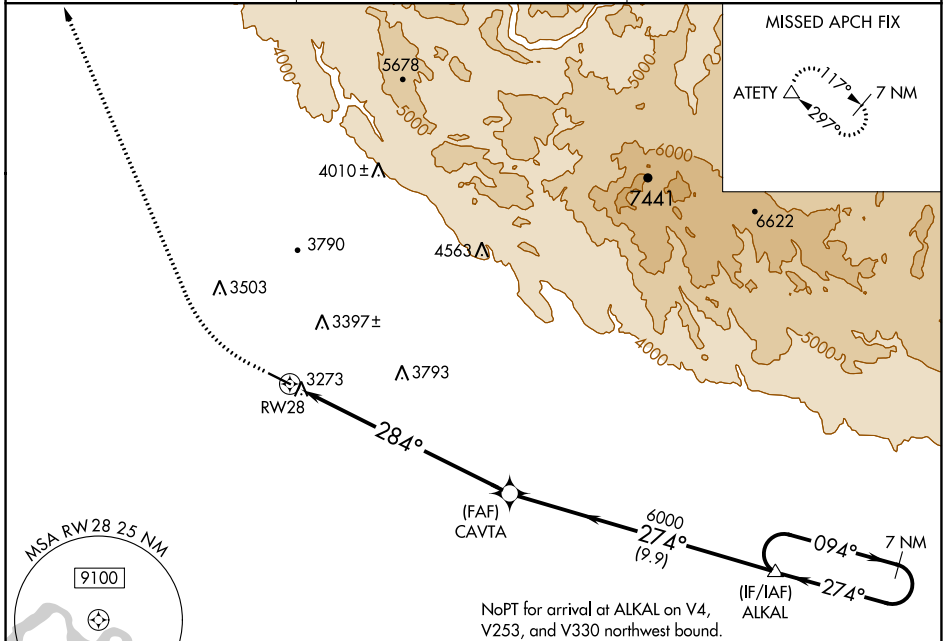 MISSED APCH FIX
117°
ATETY
7 NM
297°
4000
5678
5000
5000
6000
4010 ±
7441
6622
3790
4563
3503
3397±
5000
4000
3273
3793
RW28
284°
(FAF)
CAVTA
6000
274°
(9.9)
094°
7 NM
274°
(IF/IAF)
ALKAL
MSA RW 28 25 NM
9100
NoPT for arrival at ALKAL on V4,
V253, and V330 northwest bound.